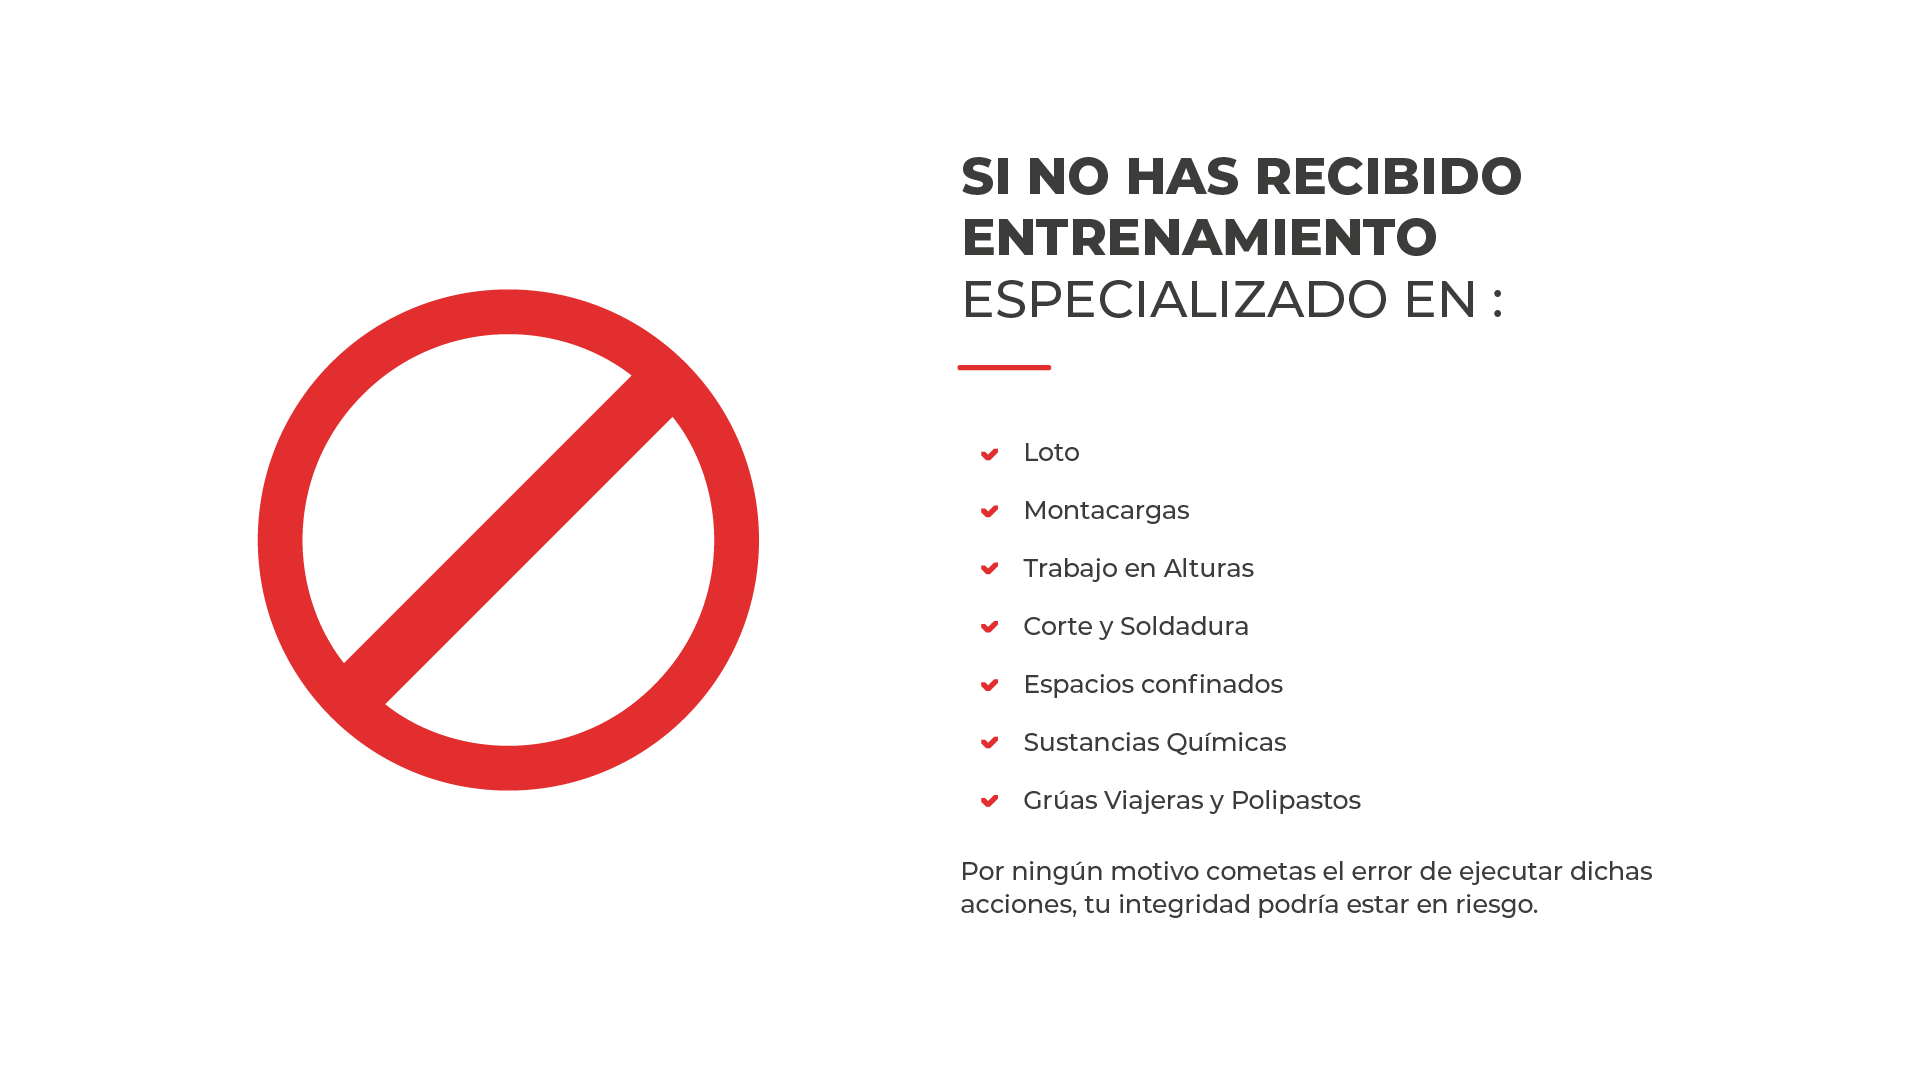 SI NO HAS RECIBIDO
ENTRENAMIENTO
ESPECIALIZADO EN :
Loto
Montacargas
Trabajo en Alturas
Corte y Soldadura
Espacios confinados
Sustancias Químicas
Grúas Viajeras y Polipastos
Por ningún motivo cometas el error de ejecutar dichas
acciones, tu integridad podría estar en riesgo.